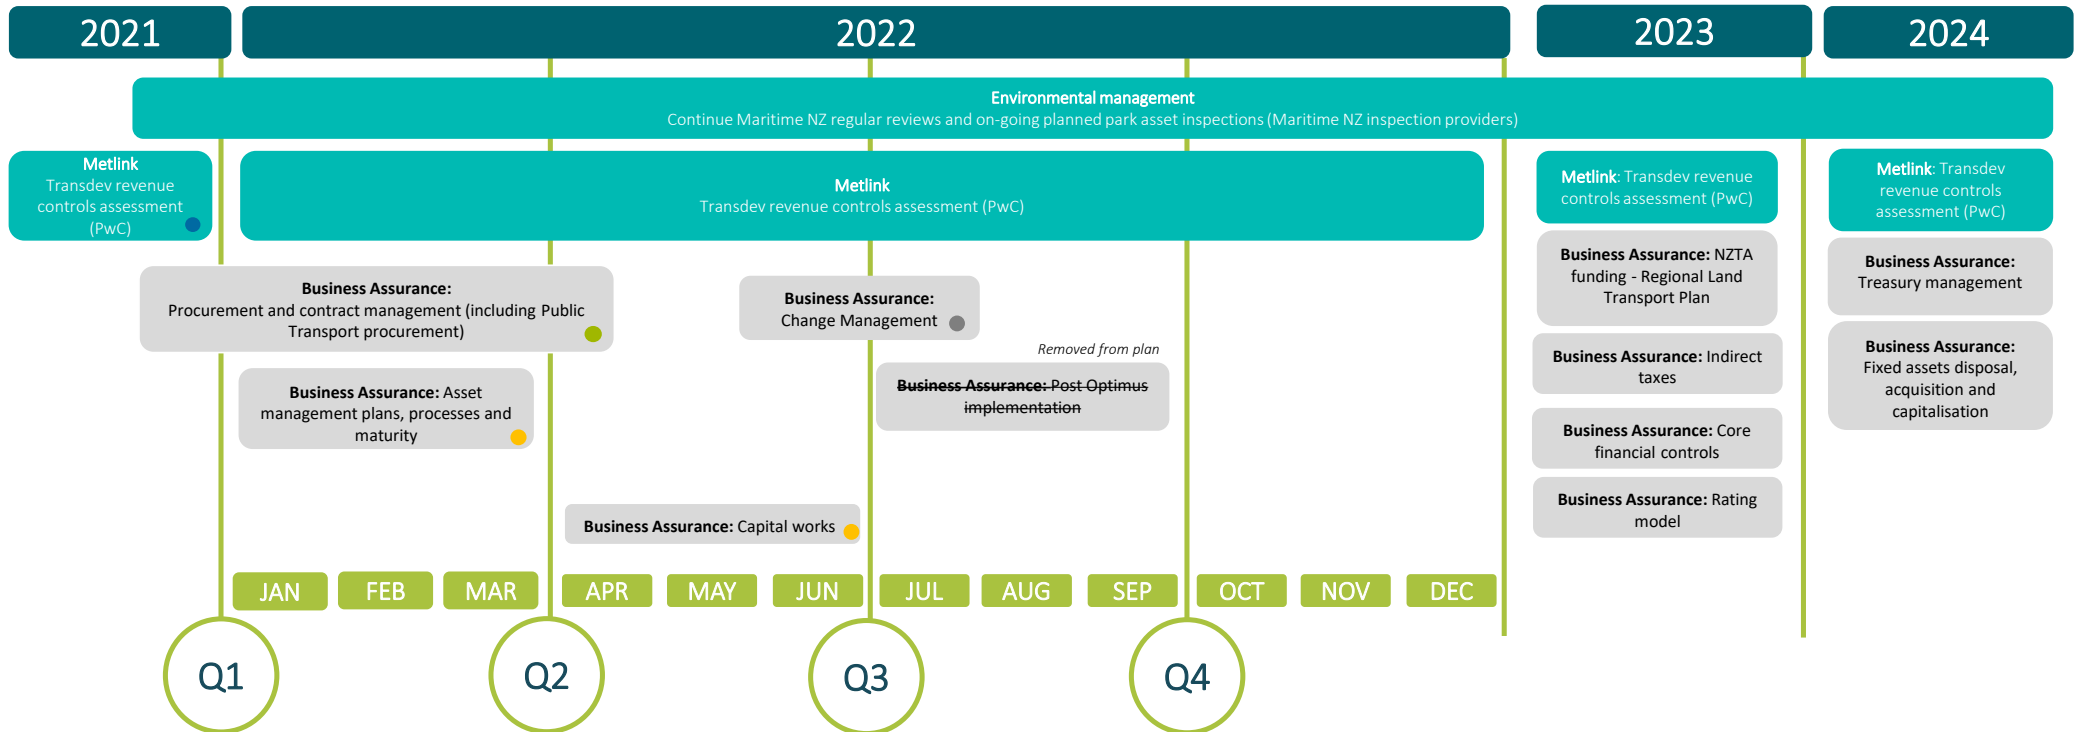 2021
2022
2023
2024
Environmental management
Continue Maritime NZ regular reviews and on-going planned park asset inspections (Maritime NZ inspection providers)
Metlink
Transdev revenue
controls assessment
(PwC)
Metlink
Transdev revenue controls assessment (PwC)
Metlink: Transdev revenue
controls assessment (PwC)
Metlink: Transdev
revenue controls
assessment (PwC)
Business Assurance:
Procurement and contract management (including Public
Transport procurement)
Business Assurance:
Change Management
Business Assurance: NZTA
funding - Regional Land
Transport Plan
Business Assurance:
Treasury management
Business Assurance: Asset
management plans, processes and
maturity
Removed from plan
Business Assurance: Post Optimus
implementation
Business Assurance: Indirect
taxes
Business Assurance:
Fixed assets disposal,
acquisition and
capitalisation
Business Assurance: Core
financial controls
Business Assurance: Capital works
Business Assurance: Rating
model
JAN
FEB
MAR
APR
MAY
JUN
JUL
AUG
SEP
OCT
NOV
DEC
Q1
Q2
Q3
Q4